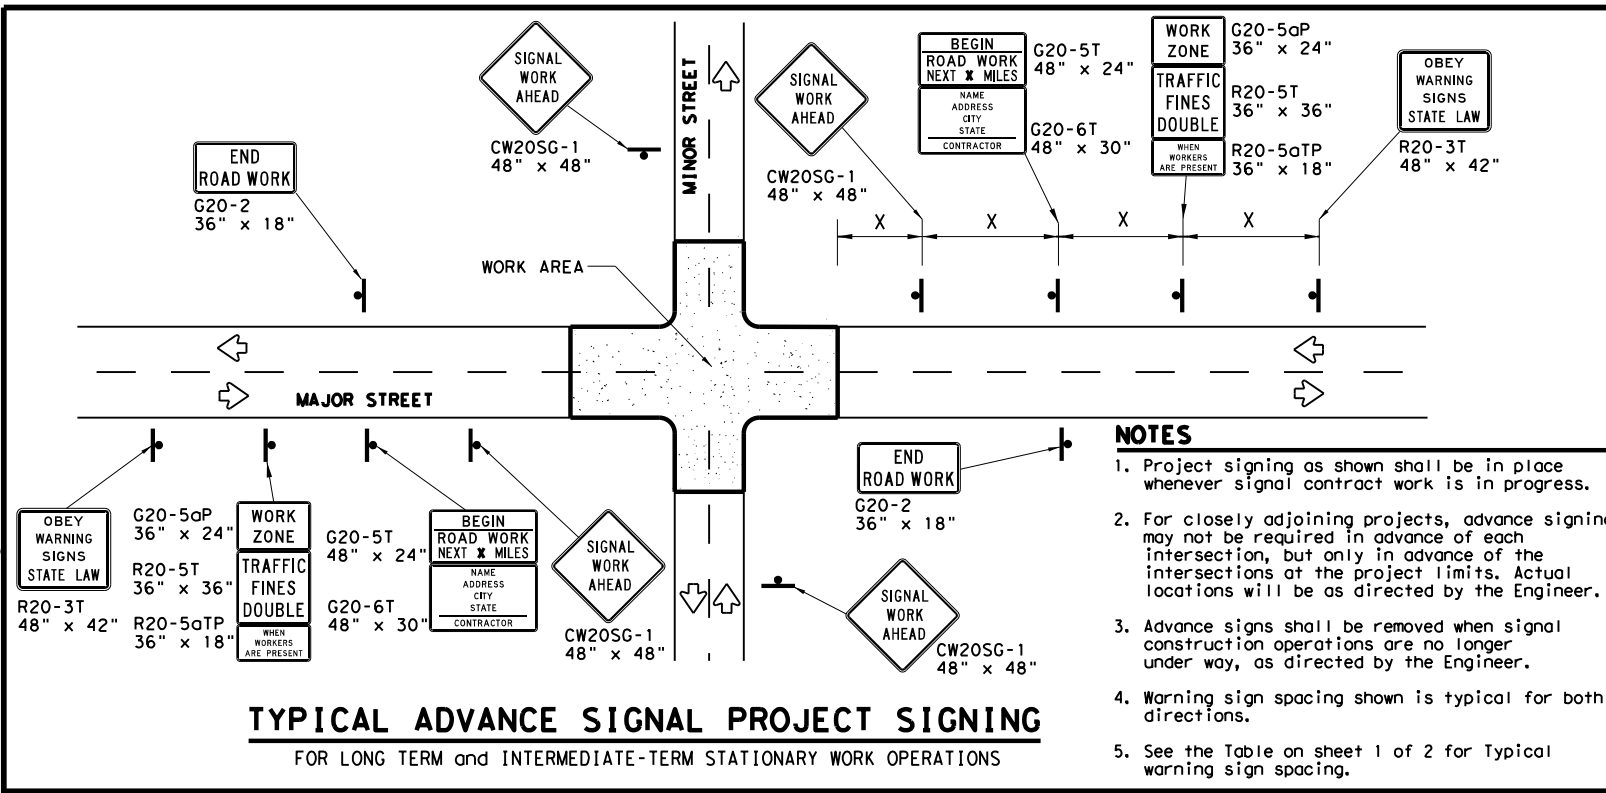 SIGNAL
WORK
AHEAD
CW20SG-1
48" x 48"
END
ROAD WORK
G20-2
36" x 18"
WORK AREA
MINOR STREET
SIGNAL
WORK
AHEAD
CW20SG-1
48" x 48"
BEGIN
ROAD WORK
NEXT X MILES
NAME
ADDRESS
CITY
STATE
CONTRACTOR
G20-5T
48" x 24"
G20-6T
48" x 30"
WORK
ZONE
TRAFFIC
FINES
DOUBLE
WHEN
WORKERS
ARE PRESENT
G20-5aP
36" x 24"
R20-5T
36" x 36"
R20-5aTP
36" x 18"
OBEY
WARNING
SIGNS
STATE LAW
R20-3T
48" x 42"
X
X
X
X
MAJOR STREET
OBEY
WARNING
SIGNS
STATE LAW
R20-3T
48" x 42"
G20-5aP
36" x 24"
R20-5T
36" x 36"
R20-5aTP
36" x 18"
WORK
ZONE
TRAFFIC
FINES
DOUBLE
WHEN
WORKERS
ARE PRESENT
G20-5T
48" x 24"
G20-6T
48" x 30"
BEGIN
ROAD WORK
NEXT X MILES
NAME
ADDRESS
CITY
STATE
CONTRACTOR
SIGNAL
WORK
AHEAD
CW20SG-1
48" x 48"
END
ROAD WORK
G20-2
36" x 18"
SIGNAL
WORK
AHEAD
CW20SG-1
48" x 48"
TYPICAL ADVANCE SIGNAL PROJECT SIGNING
FOR LONG TERM and INTERMEDIATE-TERM STATIONARY WORK OPERATIONS
NOTES
1. Project signing as shown shall be in place
whenever signal contract work is in progress.
2. For closely adjoining projects, advance signing
may not be required in advance of each
intersection, but only in advance of the
intersections at the project limits. Actual
locations will be as directed by the Engineer.
3. Advance signs shall be removed when signal
construction operations are no longer
under way, as directed by the Engineer.
4. Warning sign spacing shown is typical for both
directions.
5. See the Table on sheet 1 of 2 for Typical
warning sign spacing.